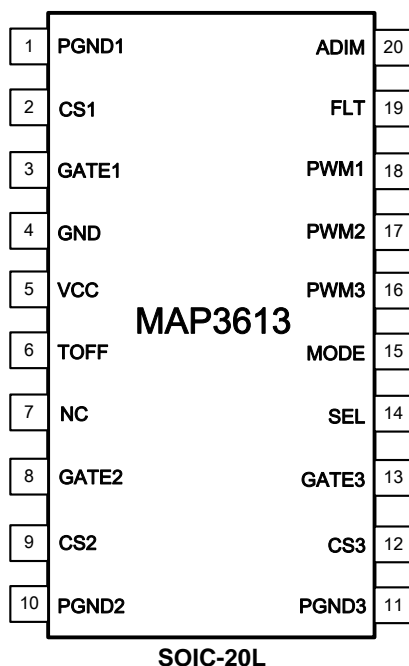 1 PGND1 ADIM 20
2 CS1 FLT 19
3 GATE1 PWM1 18
4 GND PWM2 17
5 VCC PWM3 16
MAP3613
6 TOFF MODE 15
7 NC SEL 14
8 GATE2 GATE3 13
9 CS2 CS3 12
10 PGND2 PGND3 11
SOIC-20L